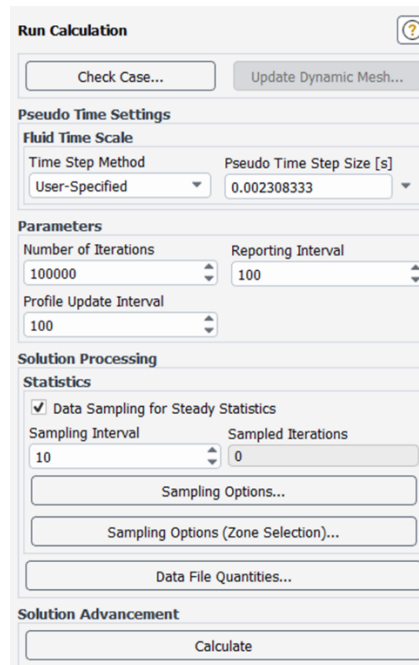 Run Calculation
?
Check Case...
Update Dynamic Mesh...
Pseudo Time Settings
Fluid Time Scale
Time Step Method
Pseudo Time Step Size [s]
User-Specified
0.002308333
Parameters
Number of Iterations
Reporting Interval
100000
100
Profile Update Interval
100
Solution Processing
Statistics
Data Sampling for Steady Statistics
Sampling Interval
Sampled Iterations
10
0
Sampling Options...
Sampling Options (Zone Selection)...
Data File Quantities...
Solution Advancement
Calculate